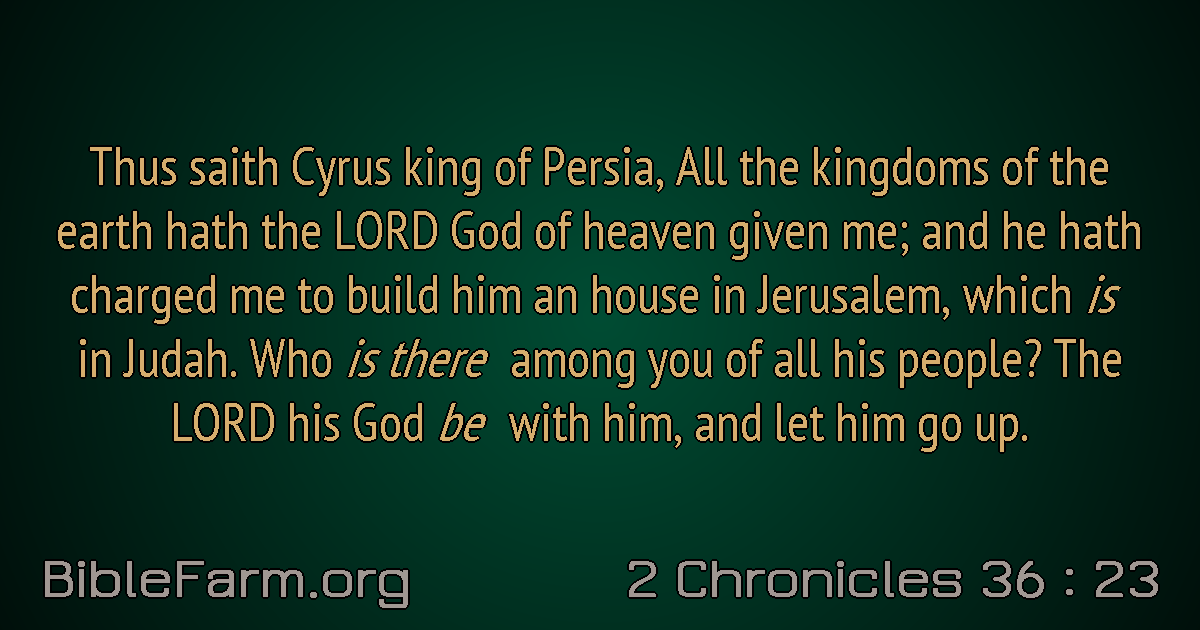 Thus saith Cyrus king of Persia, All the kingdoms of the
earth hath the LORD God of heaven given me; and he hath
charged me to build him an house in Jerusalem, which is
in Judah. Who is there among you of all his people? The
LORD his God be with him, and let him go up.
BibleFarm.org
2 Chronicles 36 : 23